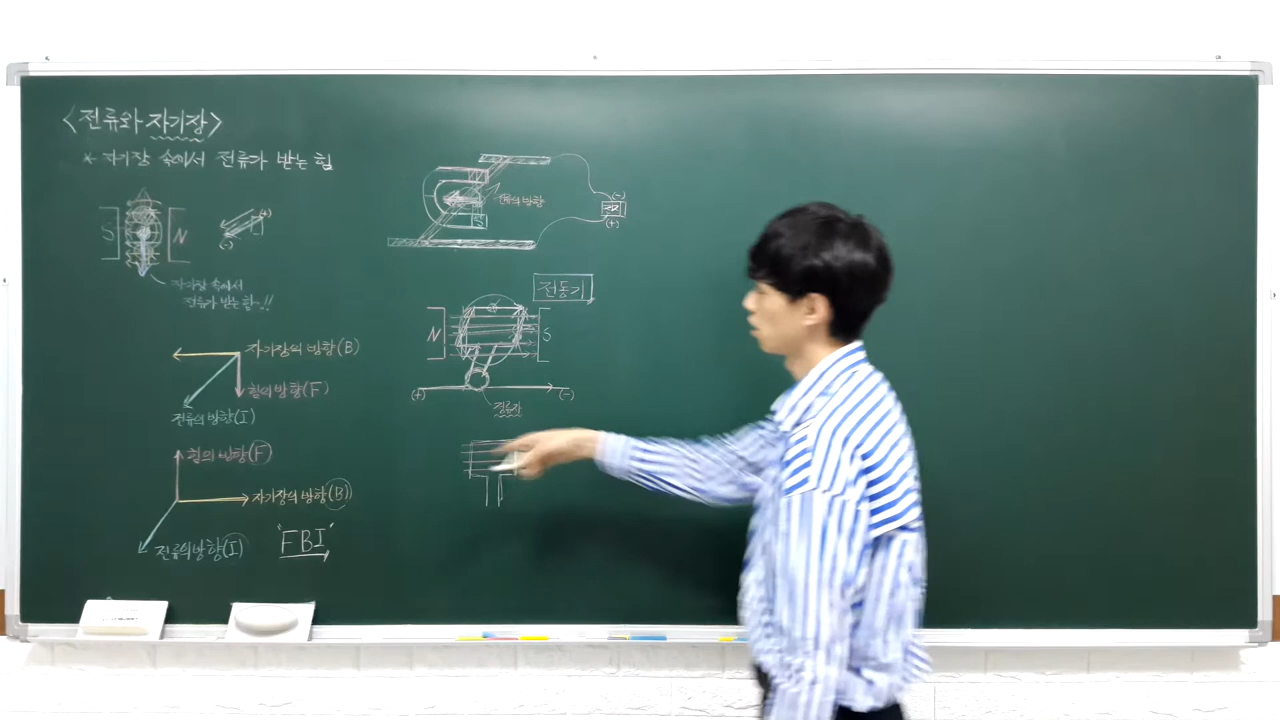 <전류와 자기장>
* 자기장 속에서 전류가 받는 힘
S N
(+)
(-)
자기장 속에서
전류가 받는 힘!!
자기장의 방향(B)
힘의 방향(F)
전류의 방향(I)
힘의 방향(F)
자기장의 방향(B)
전류의 방향(I)
"FBI"
전류의 방향
S
(-)
(+)
전동기
N S
(+) (-)
정류자